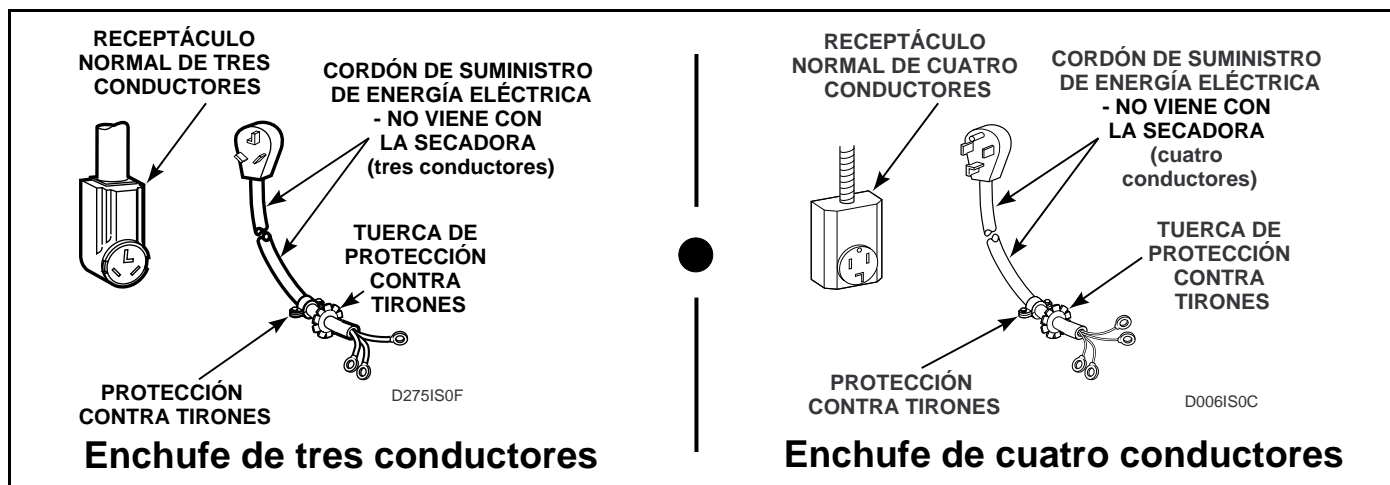 RECEPTÁCULO
NORMAL DE TRES
CONDUCTORES
CORDÓN DE SUMINISTRO
DE ENERGÍA ELÉCTRICA
- NO VIENE CON
LA SECADORA
(tres conductores)
TUERCA DE
PROTECCIÓN
CONTRA
TIRONES
PROTECCIÓN
CONTRA TIRONES
D275IS0F
Enchufe de tres conductores
RECEPTÁCULO
NORMAL DE CUATRO
CONDUCTORES
CORDÓN DE SUMINISTRO
DE ENERGÍA ELÉCTRICA
- NO VIENE CON
LA SECADORA
(cuatro
conductores)
TUERCA DE
PROTECCIÓN
CONTRA
TIRONES
PROTECCIÓN
CONTRA TIRONES
D006IS0C
Enchufe de cuatro conductores